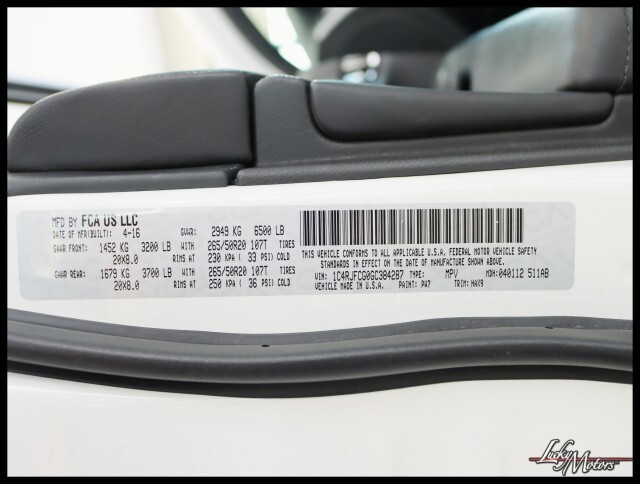 MFD BY FCA US LLC
DATE OF MFR(BUILT): 4-16 GVWR: 2949 KG 6500 LB
GAWR FRONT: 1452 KG 3200 LB WITH 265/50R20 107T TIRES
20X8.0 RIMS AT 230 KPA ( 33 PSI) COLD
GAWR REAR: 1679 KG 3700 LB WITH 265/50R20 107T TIRES
20X8.0 RIMS AT 250 KPA ( 36 PSI) COLD
THIS VEHICLE CONFORMS TO ALL APPLICABLE U.S.A. FEDERAL MOTOR VEHICLE SAFETY
STANDARDS IN EFFECT ON THE DATE OF MANUFACTURE SHOWN ABOVE.
VIN: 1C4RJFCG0GC384287 TYPE: MPV MDH: 040112 511AB
VEHICLE MADE IN U.S.A. PAINT: PW7 TRIM: HAX9
Lucky
Motors